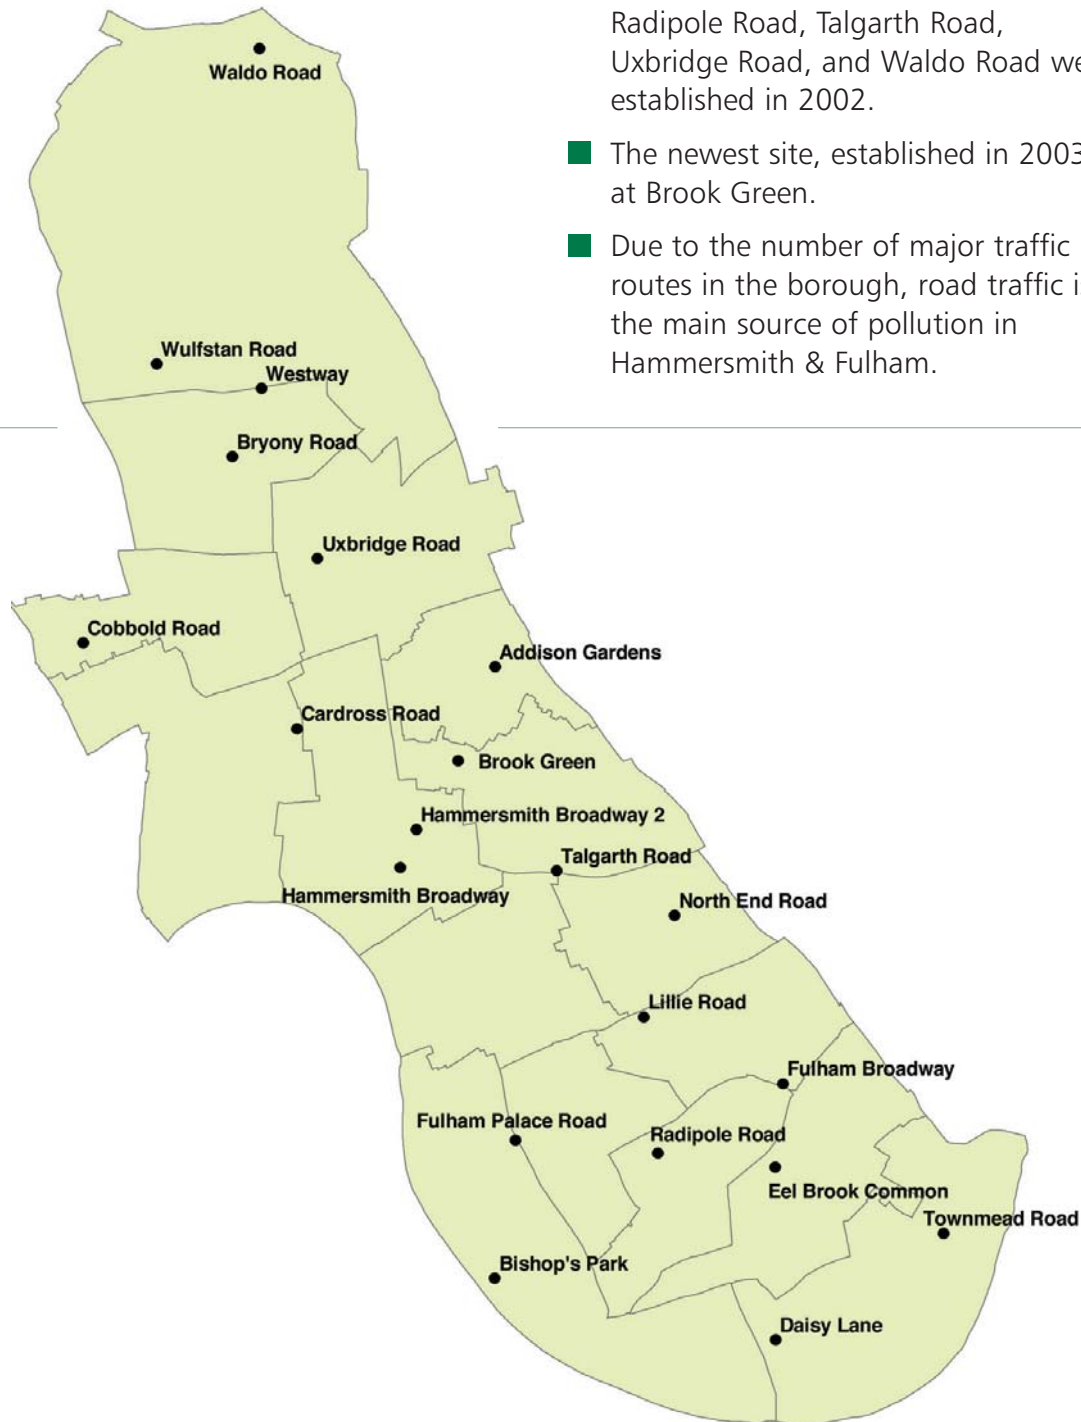 Radipole Road, Talgarth Road,
Uxbridge Road, and Waldo Road we
established in 2002.
The newest site, established in 2003
at Brook Green.
Due to the number of major traffic
routes in the borough, road traffic is
the main source of pollution in
Hammersmith & Fulham.
Waldo Road
Wulfstan Road
Westway
Bryony Road
Uxbridge Road
Cobbold Road
Addison Gardens
Cardross Road
Brook Green
Hammersmith Broadway 2
Talgarth Road
Hammersmith Broadway
North End Road
Lillie Road
Fulham Broadway
Fulham Palace Road
Radipole Road
Eel Brook Common
Townmead Road
Bishop's Park
Daisy Lane